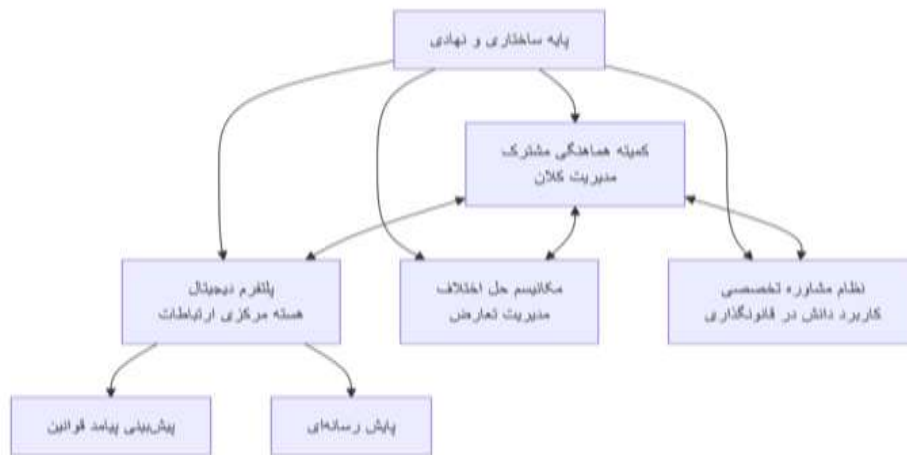 پایه ساختاری و نهادی
کمیته هماهنگی مشترک
مدیریت کلان
پلتفرم دیجیتال
هسته مرکزی ارتباطات
مکانیسم حل اختلاف
مدیریت تعارض
نظام مشاوره تخصصی
کاربرد دانش در قانونگذاری
پیش‌بینی پیامد قوانین
پایش رسانه‌ای